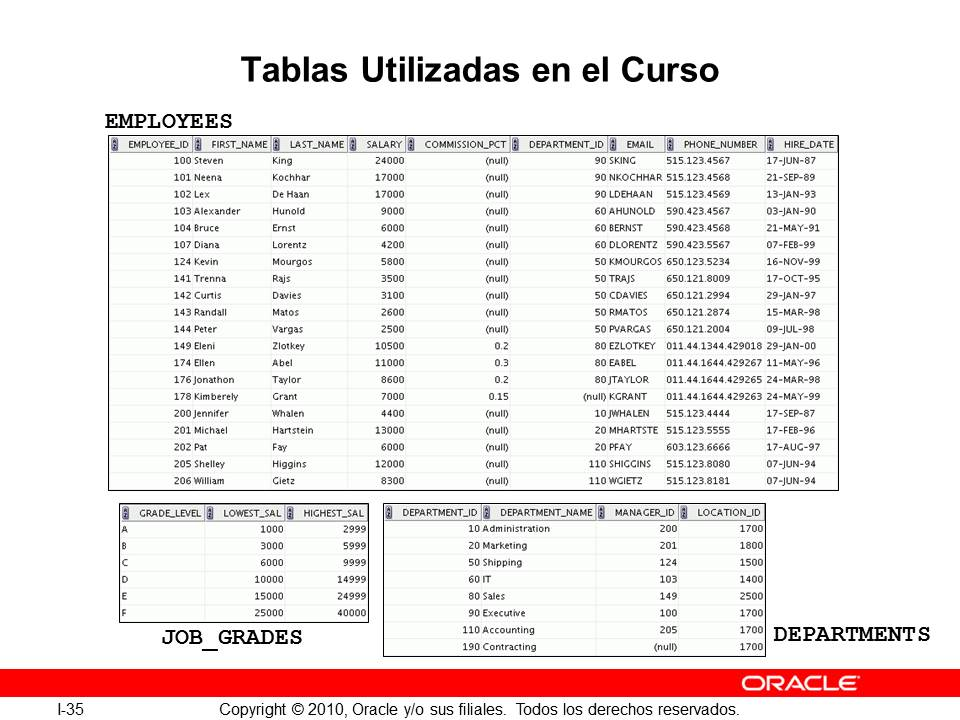 Tablas Utilizadas en el Curso
EMPLOYEES
EMPLOYEE_ID FIRST_NAME LAST_NAME SALARY COMMISSION_PCT DEPARTMENT_ID EMAIL PHONE_NUMBER HIRE_DATE
100 Steven King 24000 (null) 90 SKING 515.123.4567 17-JUN-87
101 Neena Kochhar 17000 (null) 90 NKOCHHAR 515.123.4568 21-SEP-89
102 Lex De Haan 17000 (null) 90 LDEHAAN 515.123.4569 13-JAN-93
103 Alexander Hunold 9000 (null) 60 AHUNOLD 590.423.4567 03-JAN-90
104 Bruce Ernst 6000 (null) 60 BERNST 590.423.4568 21-MAY-91
107 Diana Lorentz 4200 (null) 60 DLORENTZ 590.423.5567 07-FEB-99
124 Kevin Mourgos 5800 (null) 50 KMOURGOS 650.123.5234 16-NOV-99
141 Trenna Rajs 3500 (null) 50 TRAJS 650.121.8009 17-OCT-95
142 Curtis Davies 3100 (null) 50 CDAVIES 650.121.2994 29-JAN-97
143 Randall Matos 2600 (null) 50 RMATOS 650.121.2874 15-MAR-98
144 Peter Vargas 2500 (null) 50 PVARGAS 650.121.2004 09-JUL-98
149 Eleni Zlotkey 10500 0.2 80 EZLOTKEY 011.44.1344.429018 29-JAN-00
174 Ellen Abel 11000 0.3 80 EABEL 011.44.1644.429267 11-MAY-96
176 Jonathon Taylor 8600 0.2 80 JTAYLOR 011.44.1644.429265 24-MAR-98
178 Kimberely Grant 7000 0.15 (null) KGRANT 011.44.1644.429263 24-MAY-99
200 Jennifer Whalen 4400 (null) 10 JWHALEN 515.123.4444 17-SEP-87
201 Michael Hartstein 13000 (null) 20 MHARTSTE 515.123.5555 17-FEB-96
202 Pat Fay 6000 (null) 20 PFAY 603.123.6666 17-AUG-97
205 Shelley Higgins 12000 (null) 110 SHIGGINS 515.123.8080 07-JUN-94
206 William Gietz 8300 (null) 110 WGIETZ 515.123.8181 07-JUN-94
GRADE_LEVEL LOWEST_SAL HIGHEST_SAL
A 1000 2999
B 3000 5999
C 6000 9999
D 10000 14999
E 15000 24999
F 25000 40000
JOB_GRADES
DEPARTMENT_ID DEPARTMENT_NAME MANAGER_ID LOCATION_ID
10 Administration 200 1700
20 Marketing 201 1800
50 Shipping 124 1500
60 IT 103 1400
80 Sales 149 2500
90 Executive 100 1700
110 Accounting 205 1700
190 Contracting (null) 1700
DEPARTMENTS
ORACLE
I-35 Copyright © 2010, Oracle y/o sus filiales. Todos los derechos reservados.